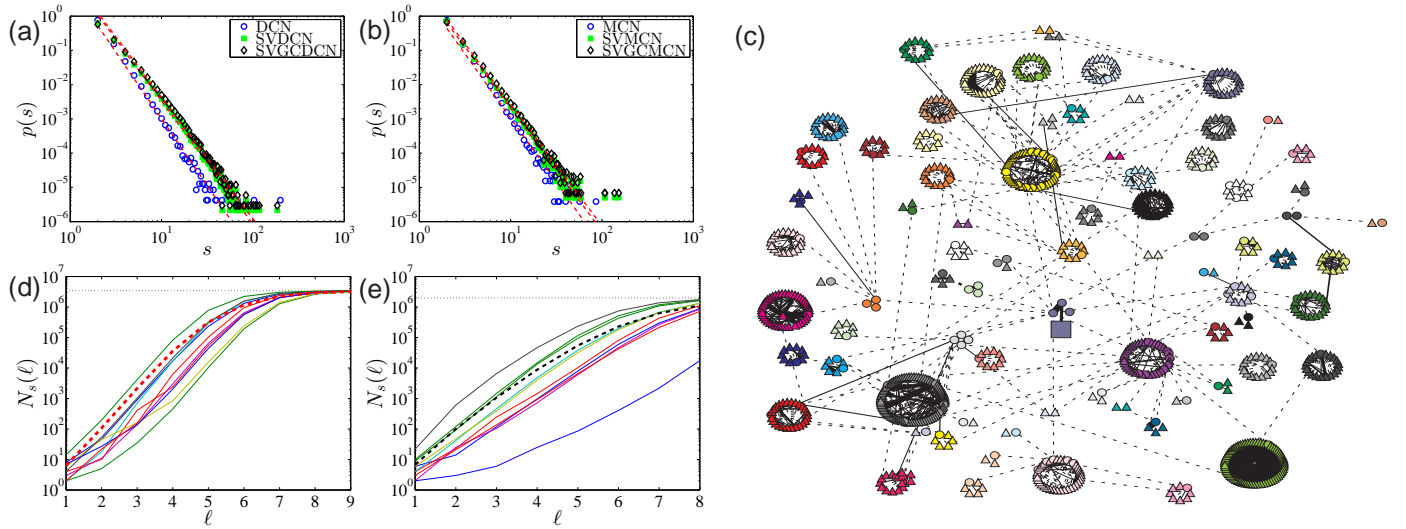 (a)
10^0
10^-1
10^-2
10^-3
10^-4
10^-5
10^-6
p(s)
DCN
SVDCN
SVGCDCN
10^0
10^1
10^2
10^3
s
(b)
10^0
10^-1
10^-2
10^-3
10^-4
10^-5
10^-6
p(s)
MCN
SVMCN
SVGCMCN
10^0
10^1
10^2
10^3
s
(c)
(d)
10^7
10^6
10^5
10^4
10^3
10^2
10^1
10^0
N_s(ℓ)
1 2 3 4 5 6 7 8 9
ℓ
(e)
10^7
10^6
10^5
10^4
10^3
10^2
10^1
10^0
N_s(ℓ)
1 2 3 4 5 6 7 8
ℓ